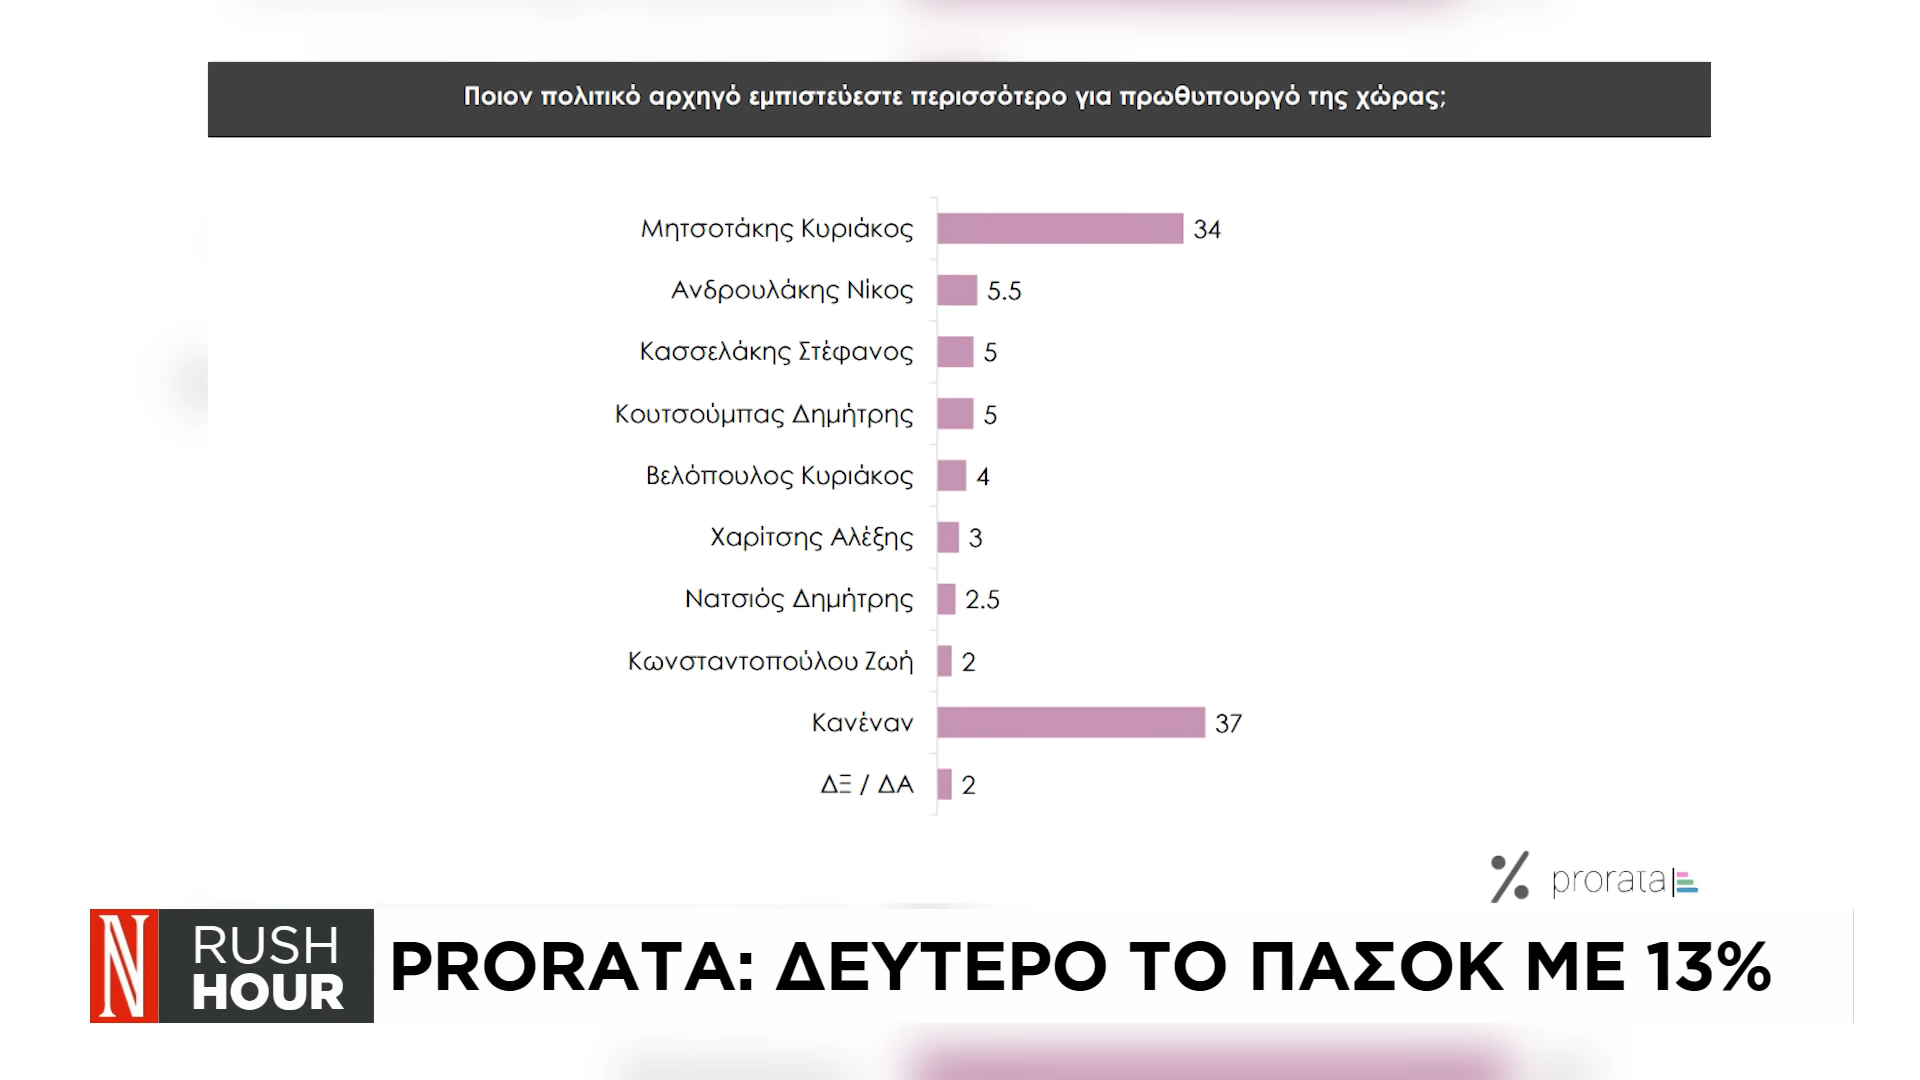 Ποιον πολιτικό αρχηγό εμπιστεύεστε περισσότερο για πρωθυπουργό της χώρας;
Μητσοτάκης Κυριάκος 34
Ανδρουλάκης Νίκος 5.5
Κασσελάκης Στέφανος 5
Κουτσούμπας Δημήτρης 5
Βελόπουλος Κυριάκος 4
Χαρίτσης Αλέξης 3
Νατσιός Δημήτρης 2.5
Κωνσταντοπούλου Ζωή 2
Κανέναν 37
ΔΞ / ΔΑ 2
% prorata
N RUSH HOUR
PRORATA: ΔΕΥΤΕΡΟ ΤΟ ΠΑΣΟΚ ΜΕ 13%